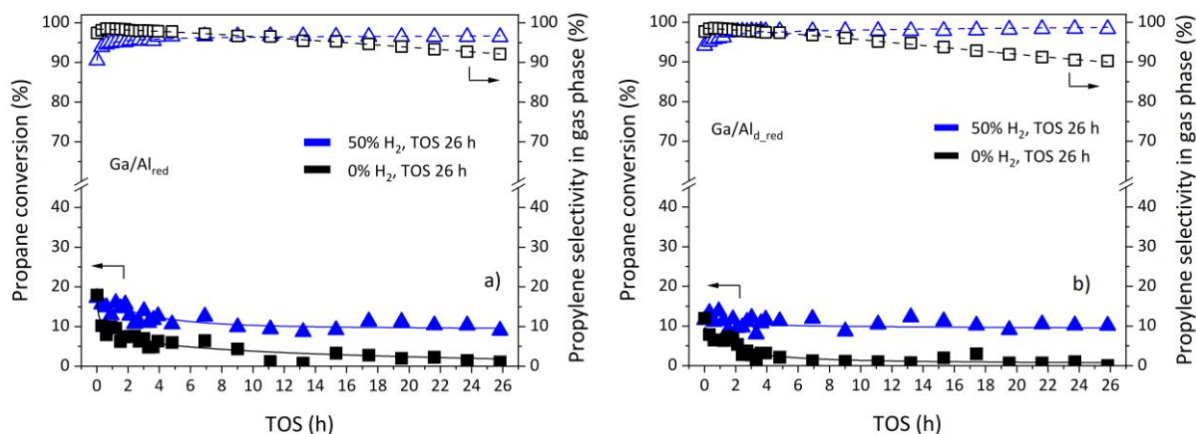 100
90
80
70
40
30
20
10
0
100
90
90
70
40
30
20
10
0
Propane conversion (%)
Propylene selectivity in gas phase (%)
50% H2, TOS 26 h
0% H2, TOS 26 h
Ga/Alred
a)
0 2 4 6 8 10 12 14 16 18 20 22 24 26
TOS (h)
100
90
80
70
40
30
20
10
0
100
90
90
70
40
30
20
10
0
Propane conversion (%)
Propylene selectivity in gas phase (%)
50% H2, TOS 26 h
0% H2, TOS 26 h
Ga/Ald_red
b)
0 2 4 6 8 10 12 14 16 18 20 22 24 26
TOS (h)